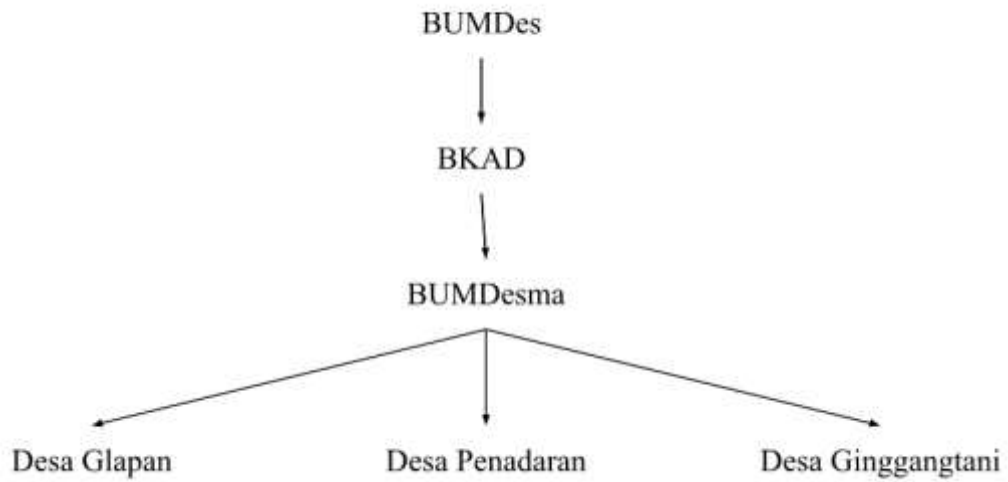 BUMDes
BKAD
BUMDesma
Desa Glapan
Desa Penadaran
Desa Ginggangtani